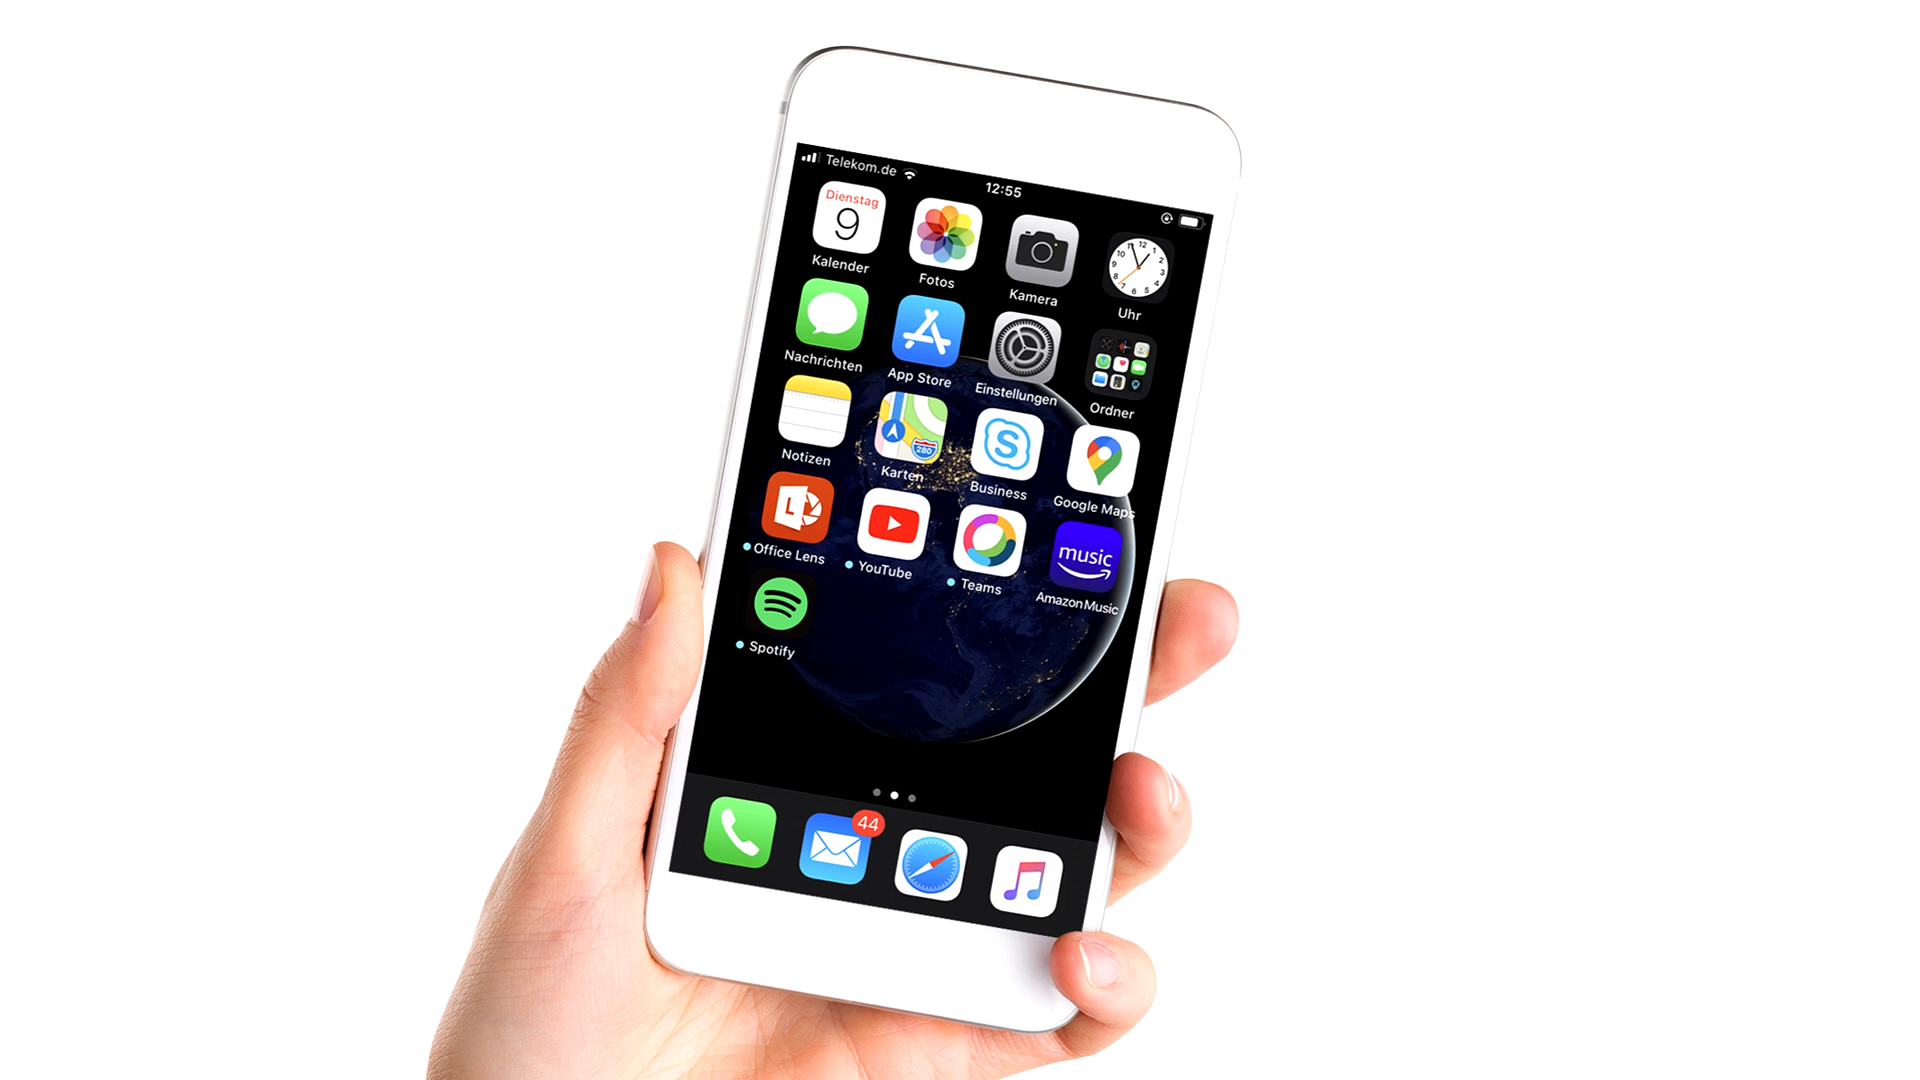 Telekom.de
12:55
Dienstag
9
Kalender
Fotos
Kamera
Uhr
Nachrichten
App Store
Einstellungen
Ordner
Notizen
280
Karten
S
Business
Google Maps
L
Office Lens
YouTube
Teams
music
Amazon Music
Spotify
44